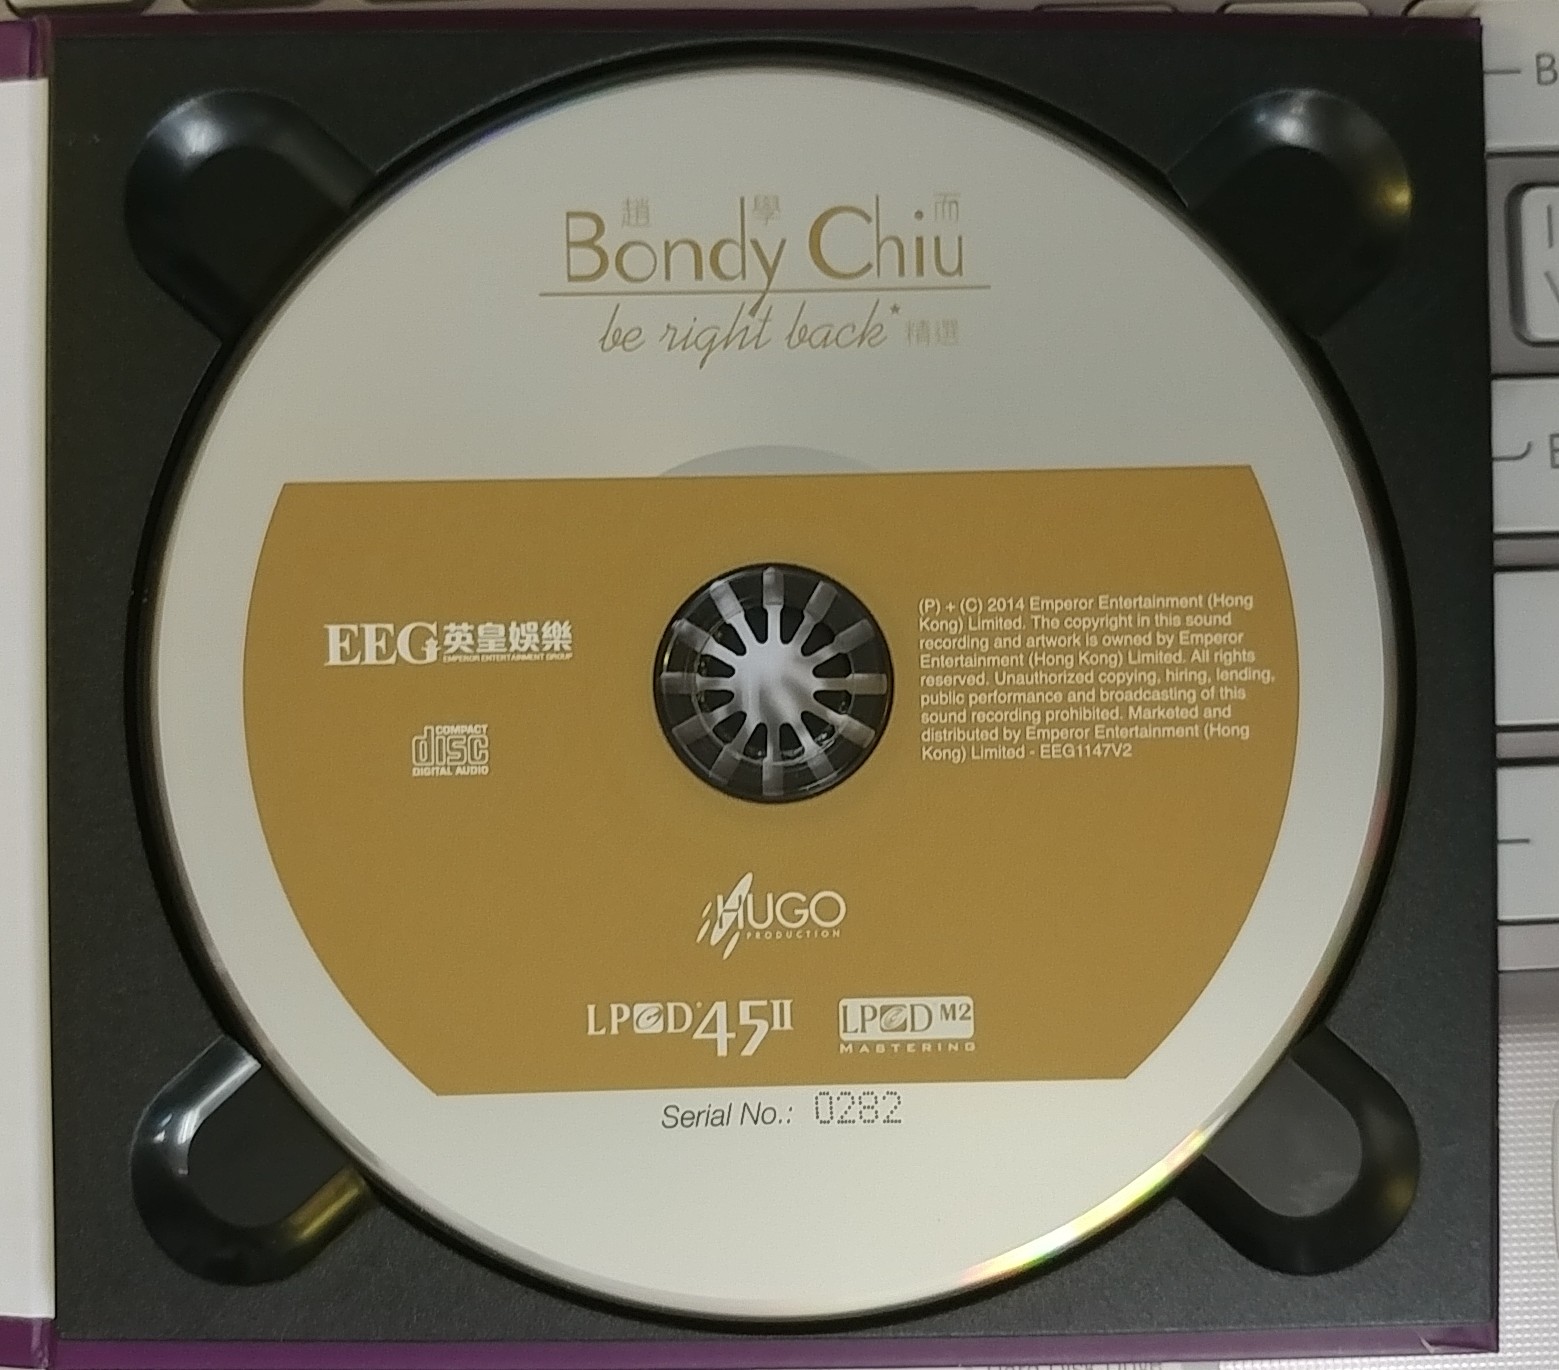 趙學而
Bondy Chiu
be right back* 精選
EEG 英皇娛樂
EMPEROR ENTERTAINMENT GROUP
COMPACT
disc
DIGITAL AUDIO
(P) + (C) 2014 Emperor Entertainment (Hong
Kong) Limited. The copyright in this sound
recording and artwork is owned by Emperor
Entertainment (Hong Kong) Limited. All rights
reserved. Unauthorized copying, hiring, lending,
public performance and broadcasting of this
sound recording prohibited. Marketed and
distributed by Emperor Entertainment (Hong
Kong) Limited - EEG1147V2
HUGO
PRODUCTION
LPCD 45II
LPCD M2
MASTERING
Serial No.: 0282